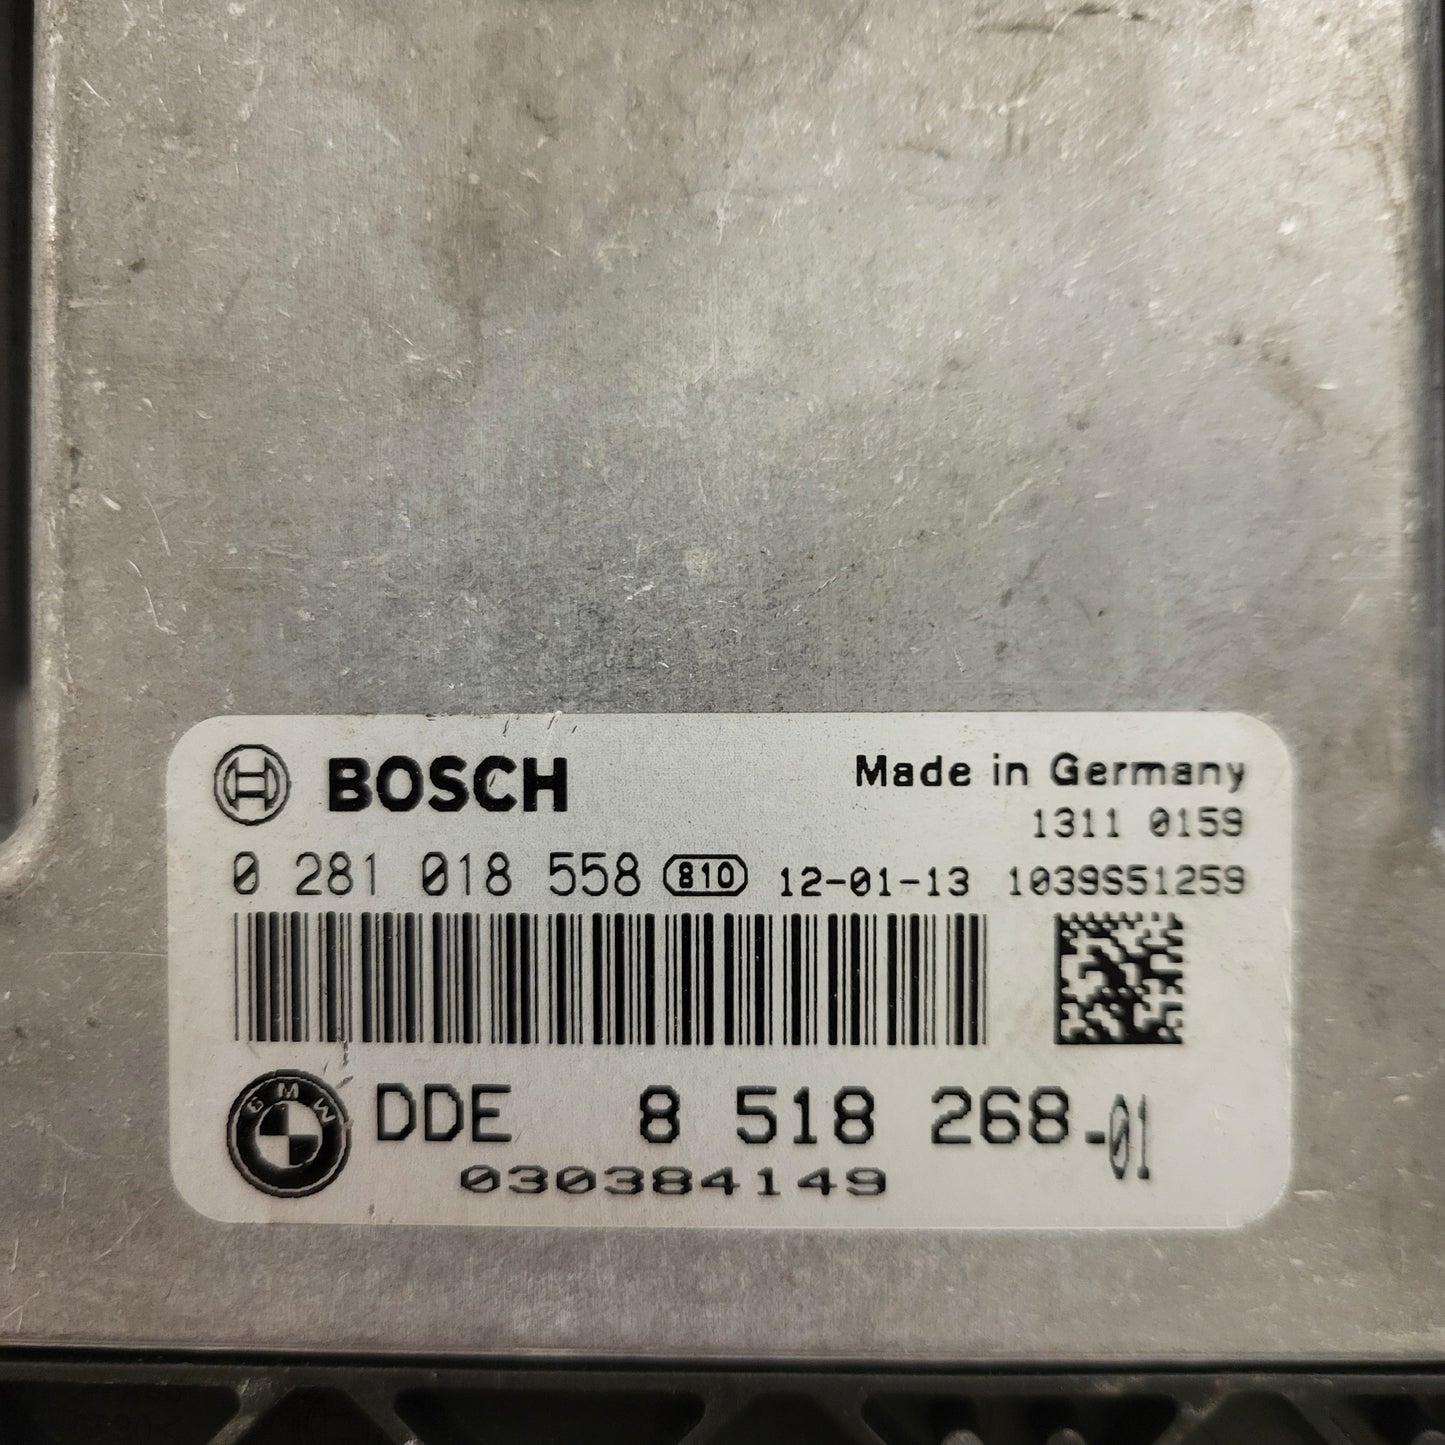 BOSCH Made in Germany
1311 0159
0 281 018 558 810 12-01-13 1039S51259
BMW DDE 8 518 268-01
030384149